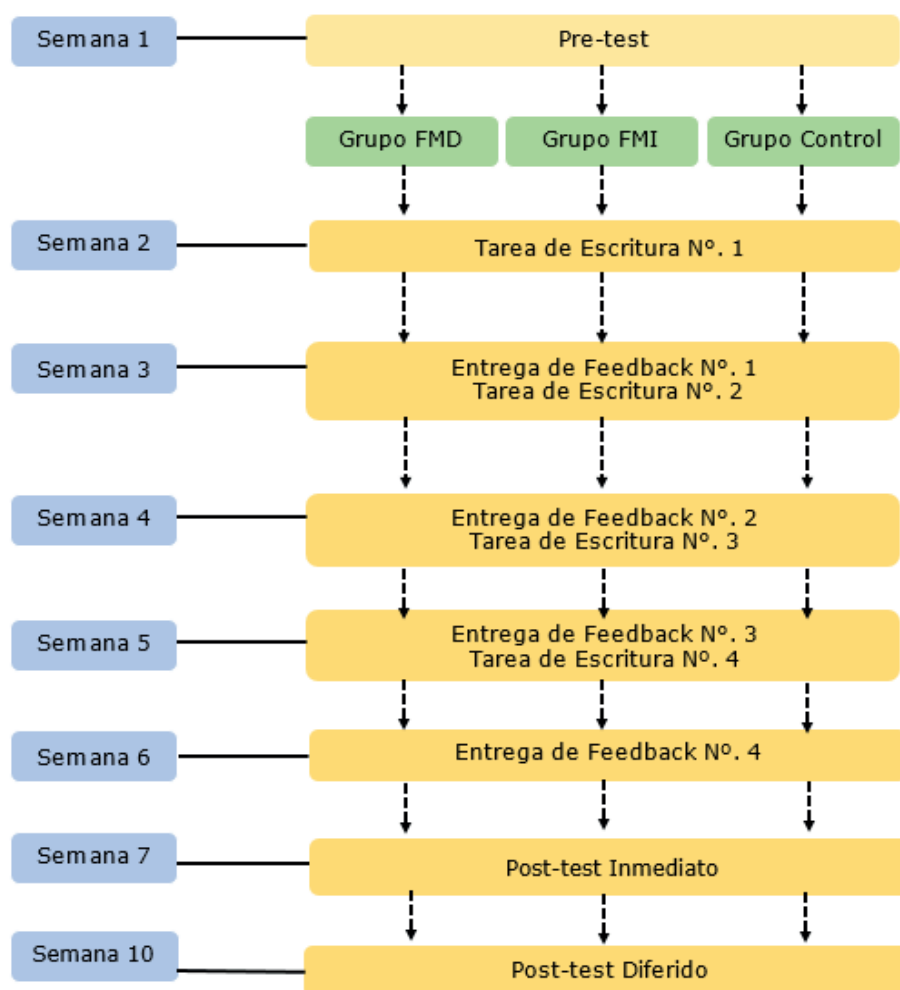 Semana 1
Pre-test
Grupo FMD
Grupo FMI
Grupo Control
Semana 2
Tarea de Escritura Nº. 1
Semana 3
Entrega de Feedback Nº. 1
Tarea de Escritura Nº. 2
Semana 4
Entrega de Feedback Nº. 2
Tarea de Escritura Nº. 3
Semana 5
Entrega de Feedback Nº. 3
Tarea de Escritura Nº. 4
Semana 6
Entrega de Feedback Nº. 4
Semana 7
Post-test Inmediato
Semana 10
Post-test Diferido